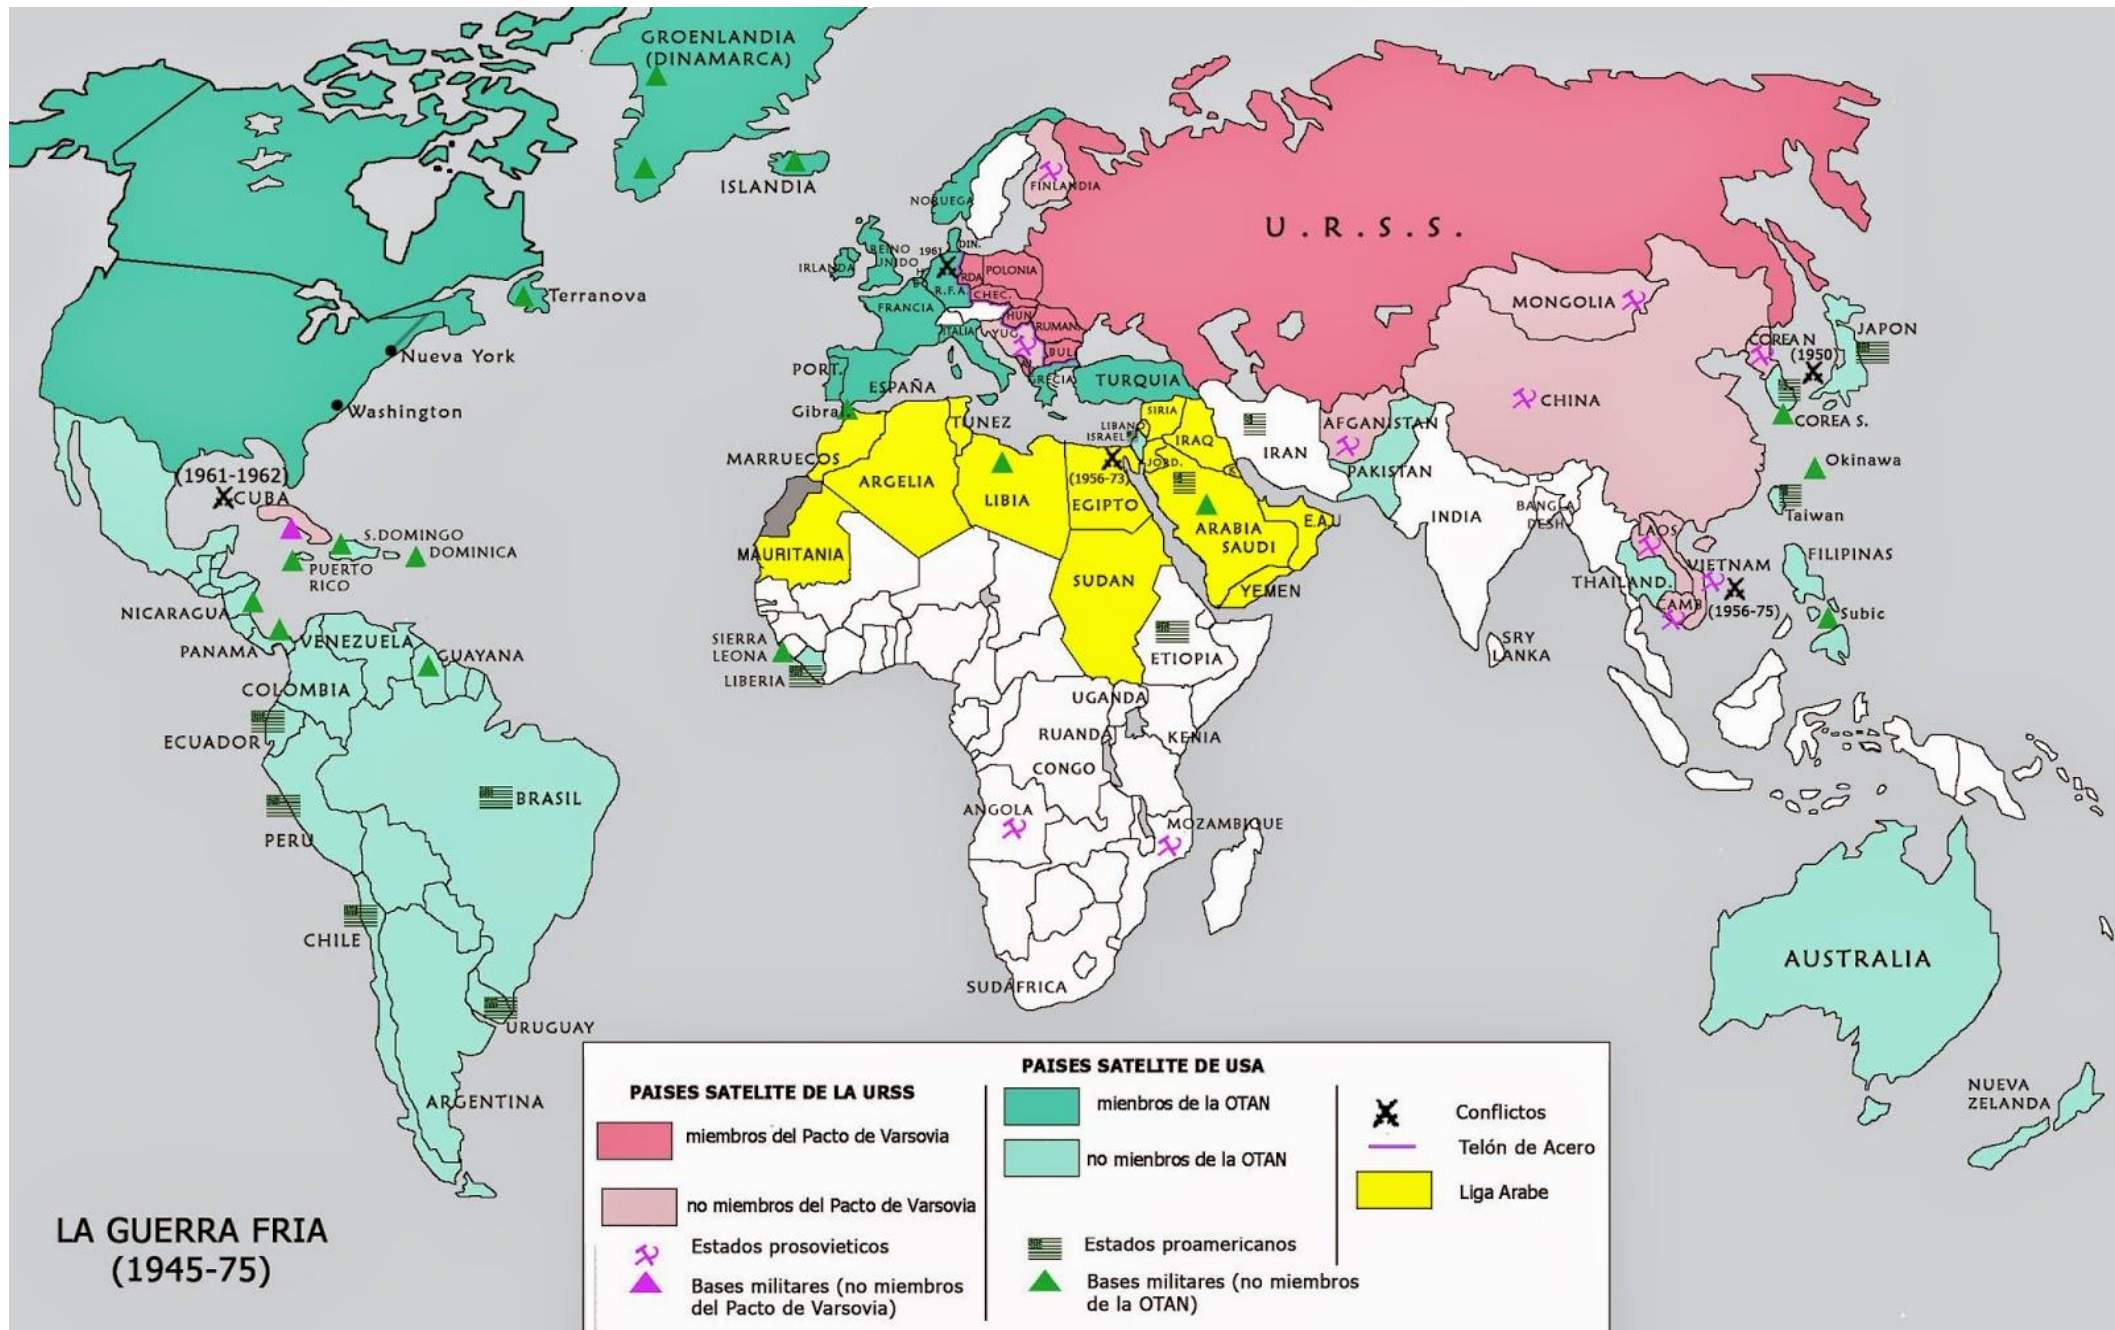 GROENLANDIA
(DINAMARCA)
ISLANDIA
Terranova
Nueva York
Washington
(1961-1962)
CUBA
S.DOMINGO
DOMINICA
PUERTO
RICO
NICARAGUA
PANAMA
VENEZUELA
GUAYANA
COLOMBIA
ECUADOR
PERU
BRASIL
CHILE
URUGUAY
ARGENTINA
NORUEGA
FINLANDIA
IRLANDA
REINO
UNIDO
1961
DIN.
H
RDA
POLONIA
R.F.A.
CHEC.
FRANCIA
HUN
RUMAN.
ITALIA
YUG.
BUL.
AL
PORT.
ESPAÑA
GRECIA
TURQUIA
Gibral.
U.R.S.S.
MONGOLIA
CHINA
COREA N
(1950)
JAPON
COREA S.
Okinawa
Taiwan
FILIPINAS
Subic
LAOS
VIETNAM
THAILAND.
CAMB
(1956-75)
AFGANISTAN
PAKISTAN
IRAN
INDIA
BANGLA
DESH
SRY
LANKA
TUNEZ
MARRUECOS
ARGELIA
LIBIA
(1956-73)
EGIPTO
LIBANO
ISRAEL
SIRIA
IRAQ
JORD.
K
ARABIA
SAUDI
E.A.U
YEMEN
MAURITANIA
SUDAN
SIERRA
LEONA
LIBERIA
ETIOPIA
UGANDA
RUANDA
KENIA
CONGO
ANGOLA
MOZAMBIQUE
SUDAFRICA
AUSTRALIA
NUEVA
ZELANDA
LA GUERRA FRIA
(1945-75)
PAISES SATELITE DE LA URSS
miembros del Pacto de Varsovia
no miembros del Pacto de Varsovia
Estados prosovieticos
Bases militares (no miembros
del Pacto de Varsovia)
PAISES SATELITE DE USA
mienbros de la OTAN
no mienbros de la OTAN
Estados proamericanos
Bases militares (no miembros
de la OTAN)
Conflictos
Telón de Acero
Liga Arabe